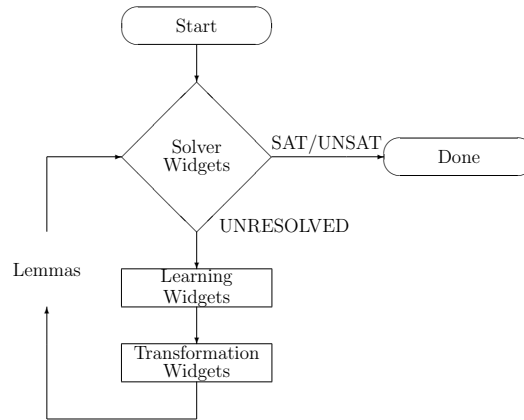 Start
Solver
Widgets
SAT/UNSAT
Done
UNRESOLVED
Lemmas
Learning
Widgets
Transformation
Widgets